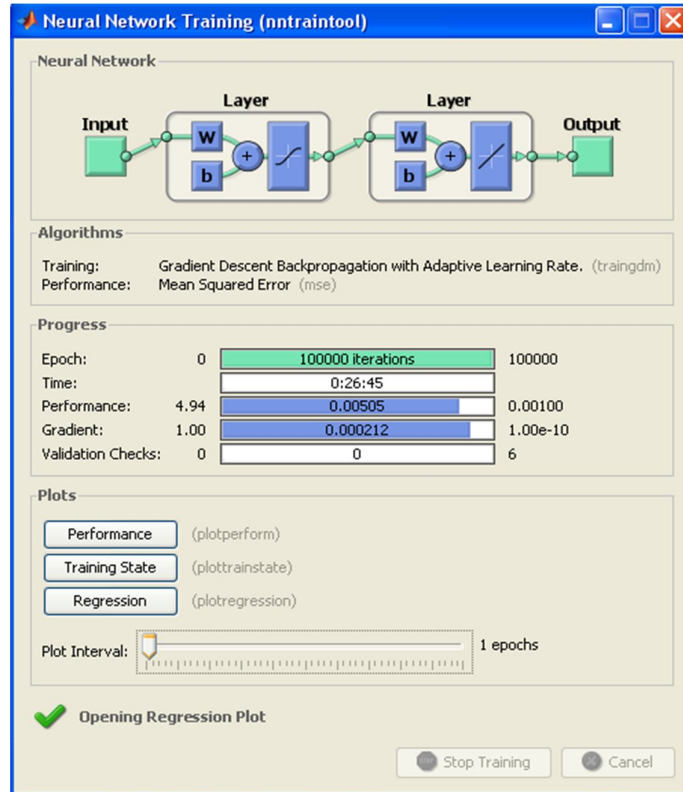 Neural Network Training (nntraintool)
Neural Network
Layer Layer
Input Output
W W
b b
+ +
Algorithms
Training: Gradient Descent Backpropagation with Adaptive Learning Rate. (traingdm)
Performance: Mean Squared Error (mse)
Progress
Epoch: 0 100000 iterations 100000
Time: 0:26:45
Performance: 4.94 0.00505 0.00100
Gradient: 1.00 0.000212 1.00e-10
Validation Checks: 0 0 6
Plots
Performance (plotperform)
Training State (plottrainstate)
Regression (plotregression)
Plot Interval: 1 epochs
Opening Regression Plot
Stop Training Cancel